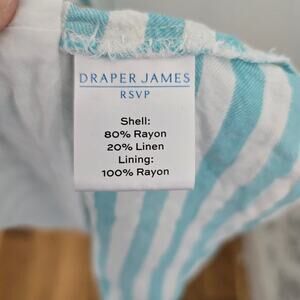 DRAPER JAMES
RSVP
Shell:
80% Rayon
20% Linen
Lining:
100% Rayon